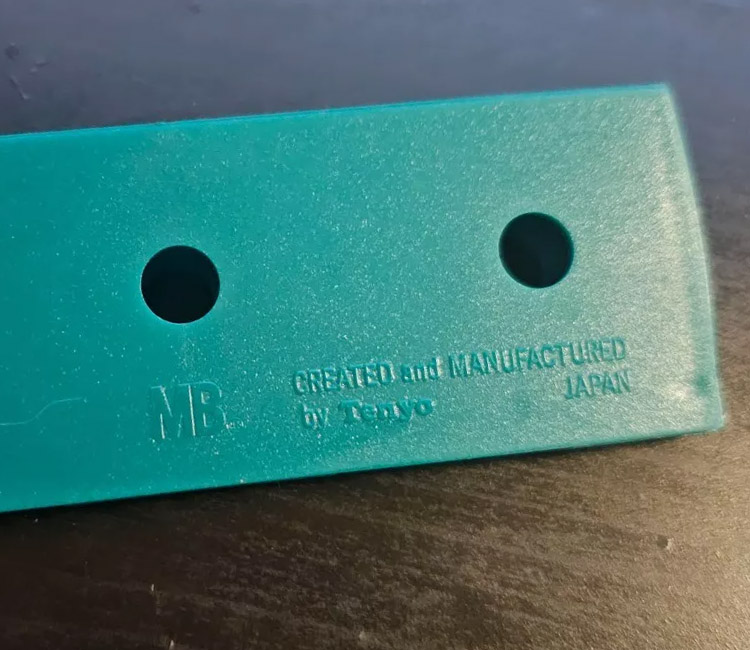 MB
CREATED and MANUFACTURED
by Tenyo JAPAN